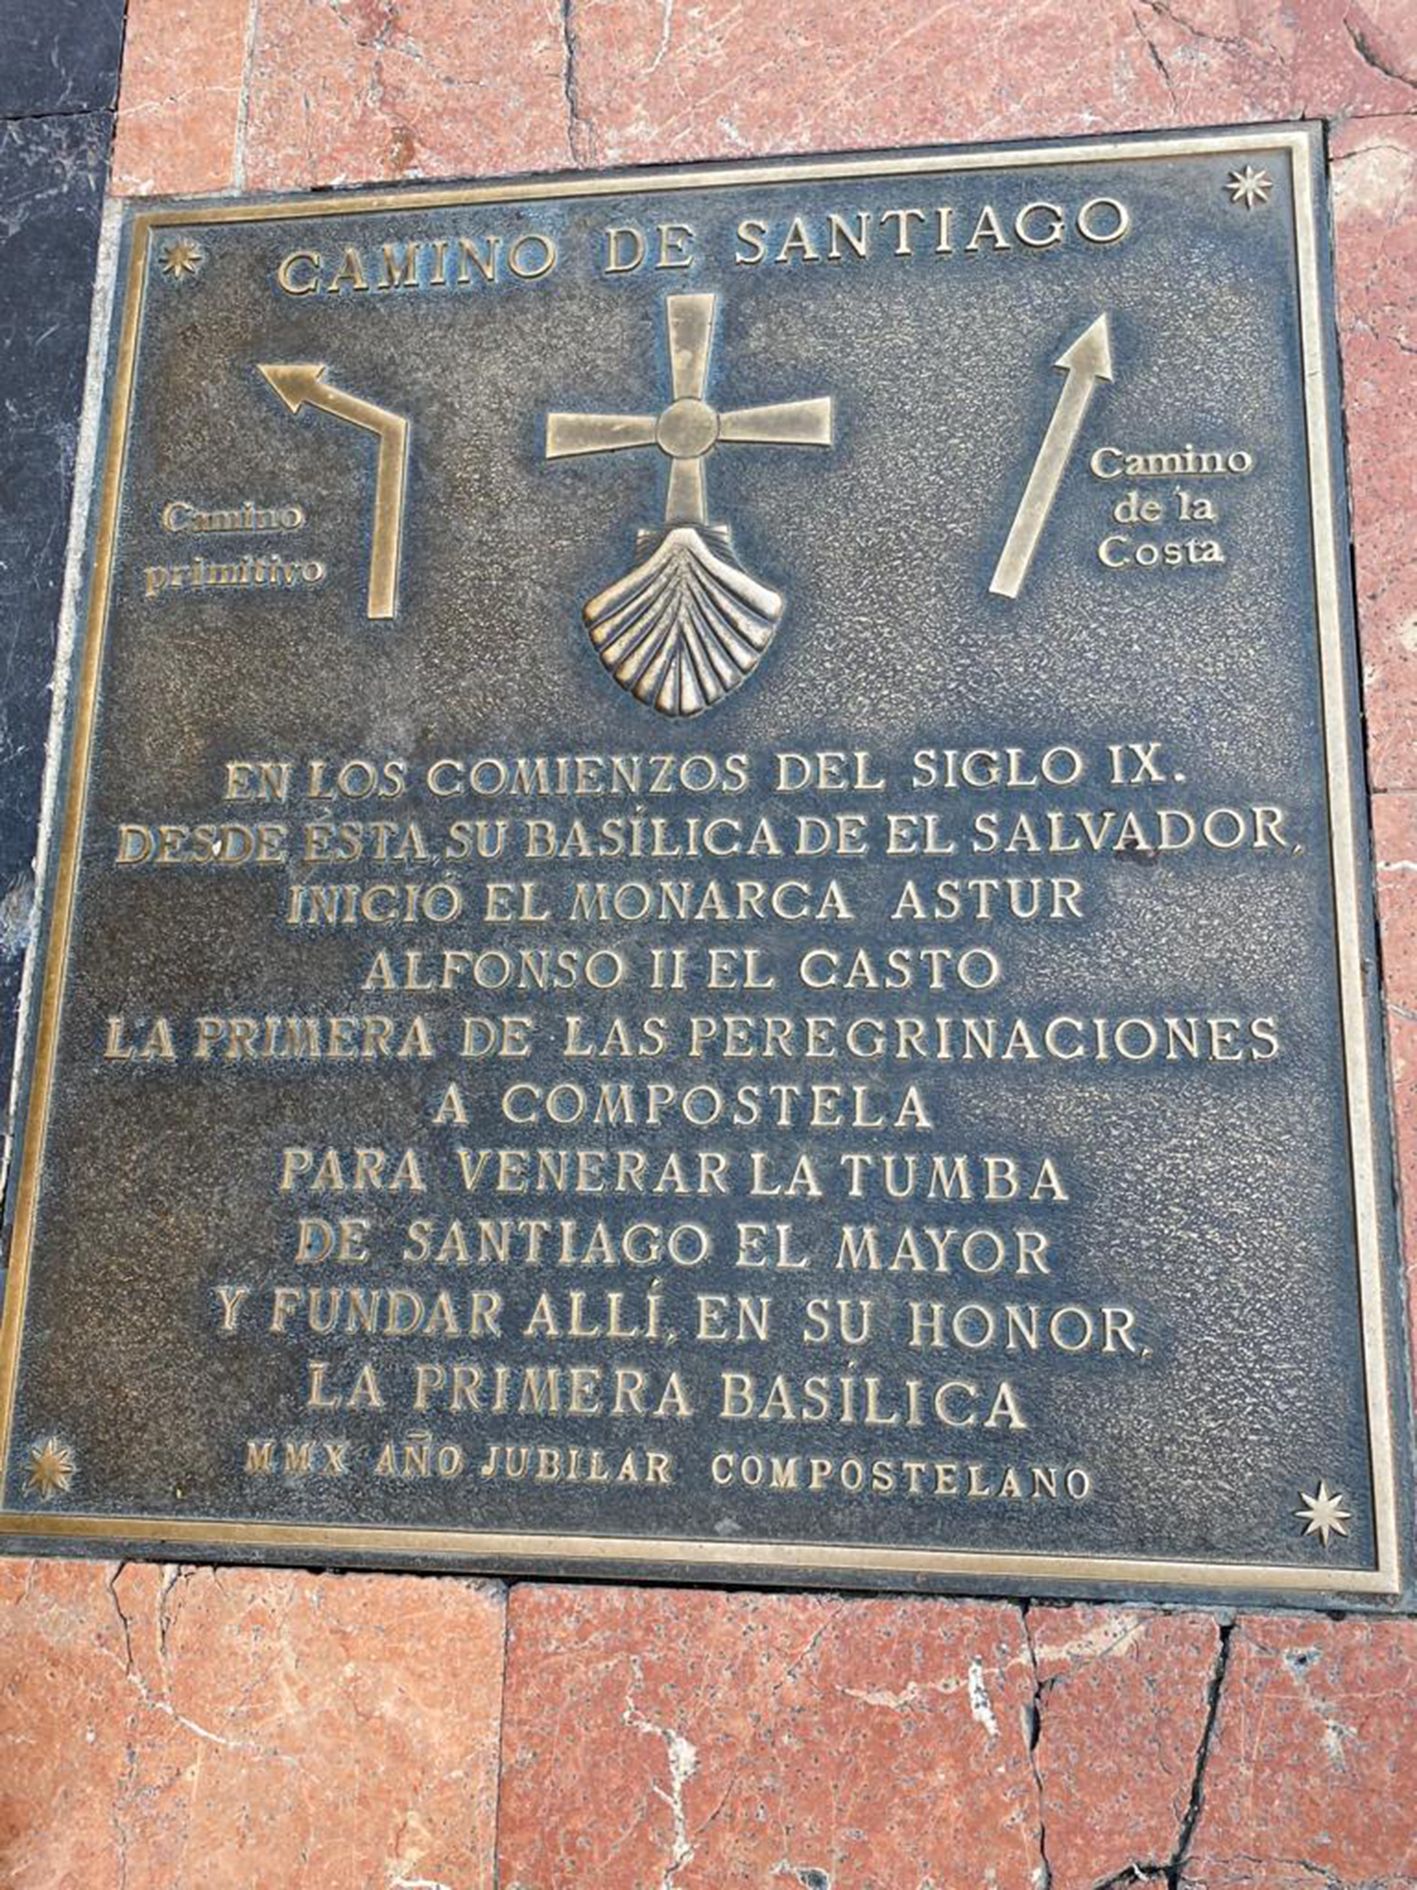 CAMINO DE SANTIAGO
Camino
primitivo
Camino
de la
Costa
EN LOS COMIENZOS DEL SIGLO IX.
DESDE ÉSTA, SU BASÍLICA DE EL SALVADOR,
INICIÓ EL MONARCA ASTUR
ALFONSO II EL CASTO
LA PRIMERA DE LAS PEREGRINACIONES
A COMPOSTELA
PARA VENERAR LA TUMBA
DE SANTIAGO EL MAYOR
Y FUNDAR ALLÍ, EN SU HONOR,
LA PRIMERA BASÍLICA
MMX AÑO JUBILAR COMPOSTELANO